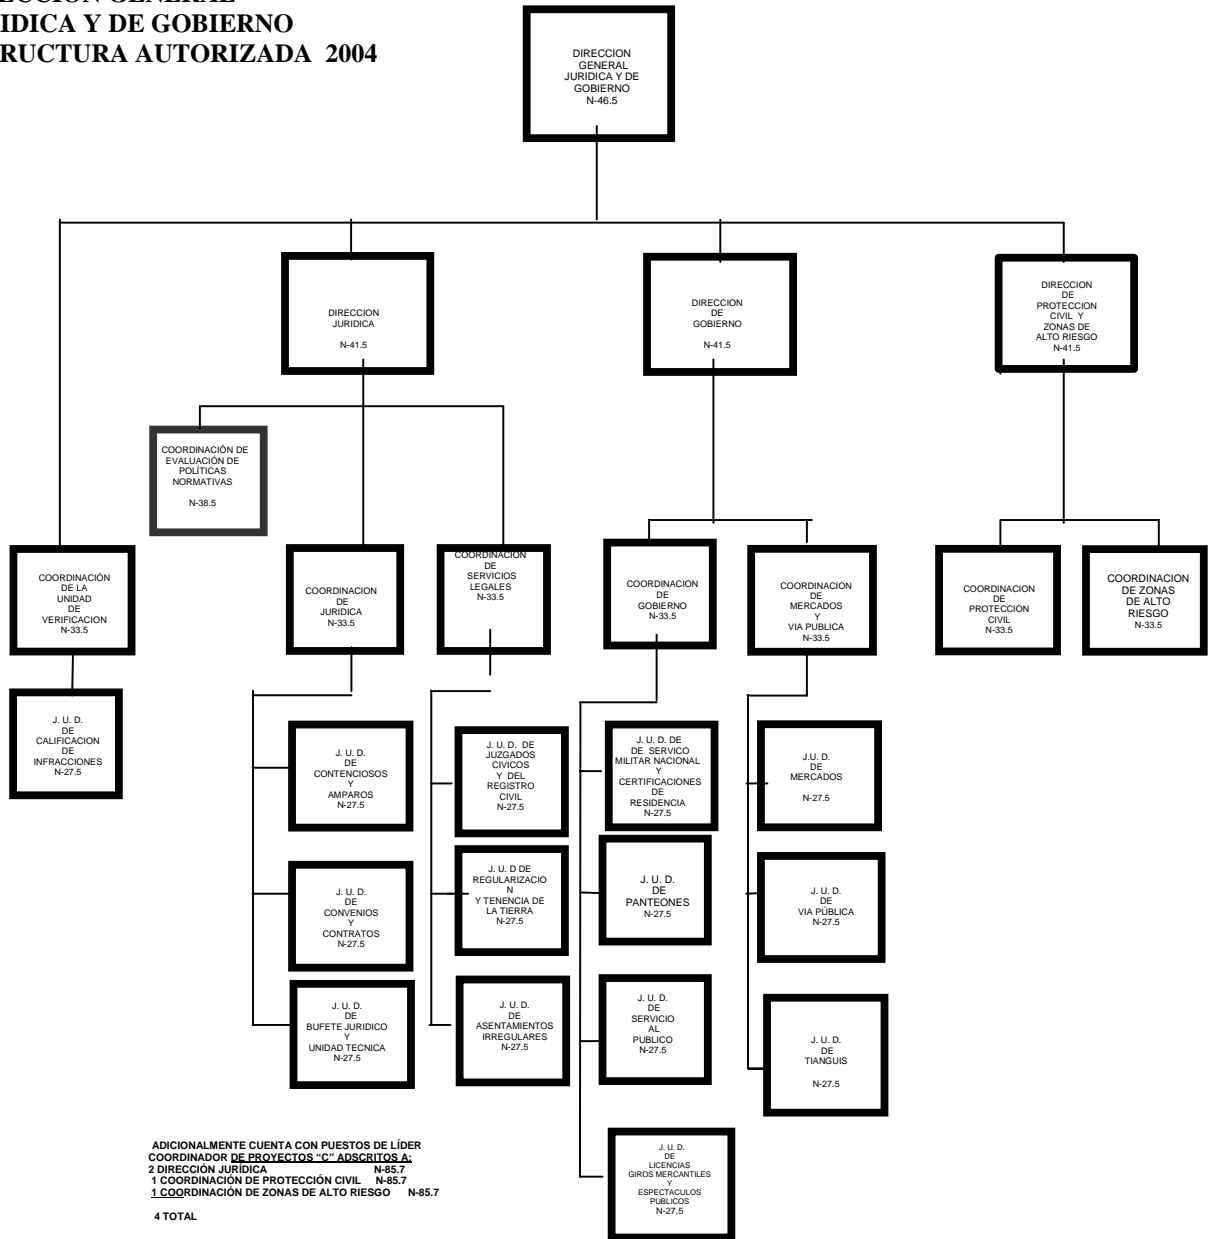 ECCION GENERAL
IDICA Y DE GOBIERNO
RUCTURA AUTORIZADA 2004
DIRECCION
GENERAL
JURIDICA Y DE
GOBIERNO
N-46.5
DIRECCION
JURIDICA
N-41.5
DIRECCION
DE
GOBIERNO
N-41.5
DIRECCION
DE
PROTECCION
CIVIL Y
ZONAS DE
ALTO RIESGO
N-41.5
COORDINACIÓN DE
EVALUACIÓN DE
POLÍTICAS
NORMATIVAS
N-38.5
COORDINACIÓN
DE LA
UNIDAD
DE
VERIFICACION
N-33.5
COORDINACION
DE
JURIDICA
N-33.5
COORDINACION
DE
SERVICIOS
LEGALES
N-33.5
COORDINACION
DE
GOBIERNO
N-33.5
COORDINACION
DE
MERCADOS
Y
VIA PUBLICA
N-33.5
COORDINACION
DE
PROTECCION
CIVIL
N-33.5
COORDINACION
DE ZONAS
DE ALTO
RIESGO
N-33.5
J. U. D.
DE
CALIFICACION
DE
INFRACCIONES
N-27.5
J. U. D.
DE
CONTENCIOSOS
Y
AMPAROS
N-27.5
J. U. D. DE
JUZGADOS
CIVICOS
Y DEL
REGISTRO
CIVIL
N-27.5
J. U. D. DE
DE SERVICO
MILITAR NACIONAL
Y
CERTIFICACIONES
DE
RESIDENCIA
N-27.5
J.U. D.
DE
MERCADOS
N-27.5
J. U. D.
DE
CONVENIOS
Y
CONTRATOS
N-27.5
J. U. D DE
REGULARIZACIO
N
Y TENENCIA DE
LA TIERRA
N-27.5
J. U. D.
DE
PANTEONES
N-27.5
J. U. D.
DE
VIA PÚBLICA
N-27.5
J. U. D.
DE
BUFETE JURIDICO
Y
UNIDAD TECNICA
N-27.5
J. U. D.
DE
ASENTAMIENTOS
IRREGULARES
N-27.5
J. U. D.
DE
SERVICIO
AL
PUBLICO
N-27.5
J. U. D.
DE
TIANGUIS
N-27.5
J. U. D.
DE
LICENCIAS
GIROS MERCANTILES
Y
ESPECTACULOS
PUBLICOS
N-27.5
ADICIONALMENTE CUENTA CON PUESTOS DE LÍDER
COORDINADOR DE PROYECTOS “C” ADSCRITOS A:
2 DIRECCIÓN JURÍDICA N-85.7
1 COORDINACIÓN DE PROTECCIÓN CIVIL N-85.7
1 COORDINACIÓN DE ZONAS DE ALTO RIESGO N-85.7
4 TOTAL